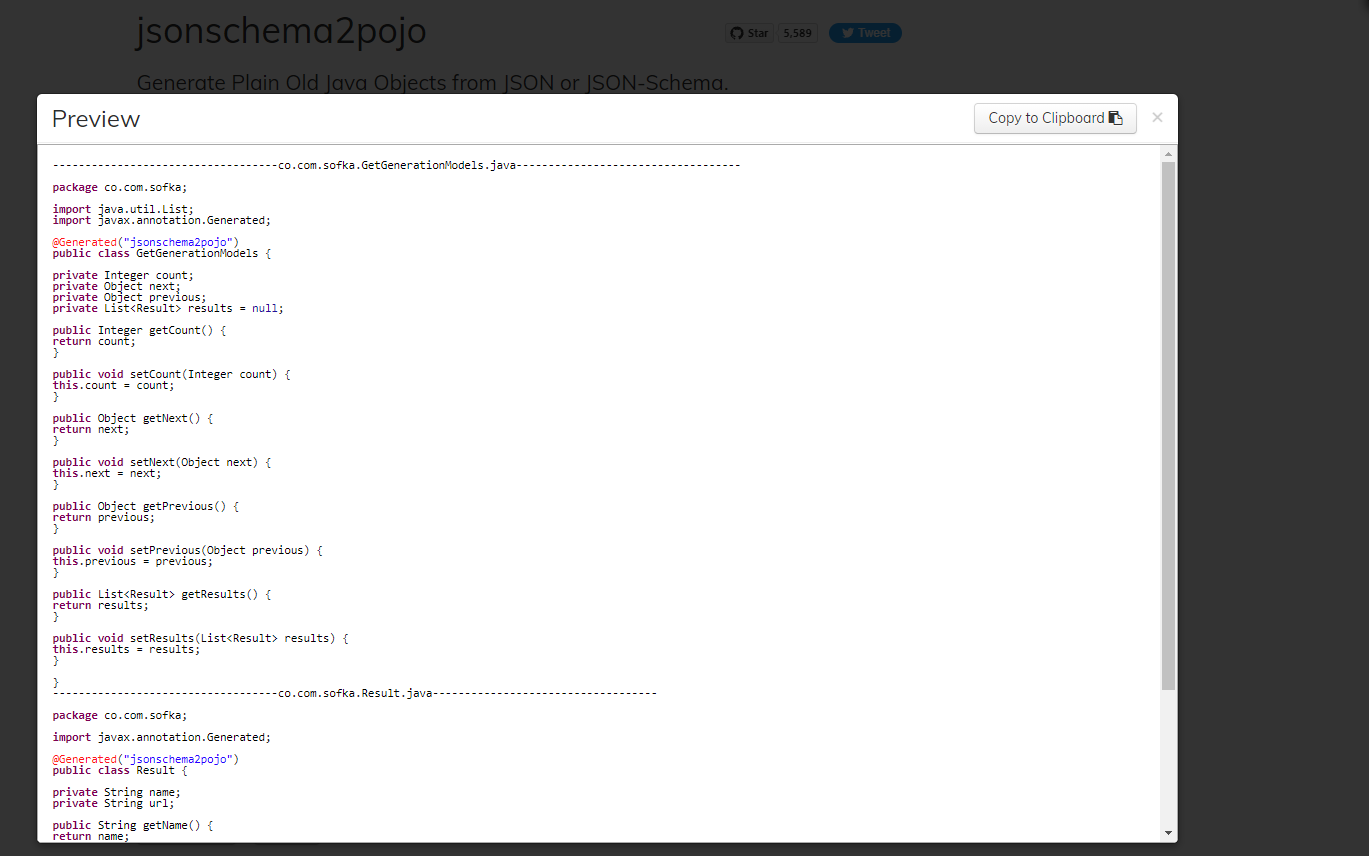 jsonschema2pojo
Star 5,589 Tweet
Generate Plain Old Java Objects from JSON or JSON-Schema.
Preview
Copy to Clipboard ×
-----------------------------------co.com.sofka.GetGenerationModels.java-----------------------------------
package co.com.sofka;
import java.util.List;
import javax.annotation.Generated;
@Generated("jsonschema2pojo")
public class GetGenerationModels {
private Integer count;
private Object next;
private Object previous;
private List<Result> results = null;
public Integer getCount() {
return count;
}
public void setCount(Integer count) {
this.count = count;
}
public Object getNext() {
return next;
}
public void setNext(Object next) {
this.next = next;
}
public Object getPrevious() {
return previous;
}
public void setPrevious(Object previous) {
this.previous = previous;
}
public List<Result> getResults() {
return results;
}
public void setResults(List<Result> results) {
this.results = results;
}
}
-----------------------------------co.com.sofka.Result.java-----------------------------------
package co.com.sofka;
import javax.annotation.Generated;
@Generated("jsonschema2pojo")
public class Result {
private String name;
private String url;
public String getName() {
return name;